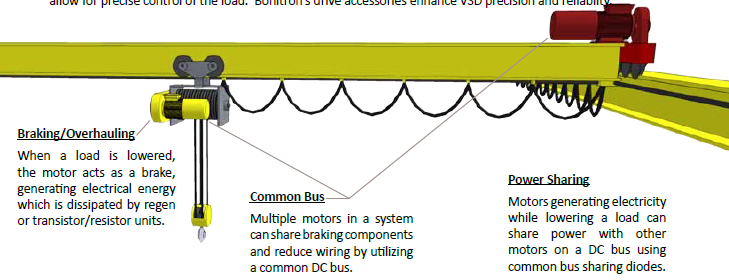 allow for precise control of the load. Bonitron's drive accessories enhance VSD precision and reliablity.
Braking/Overhauling
When a load is lowered,
the motor acts as a brake,
generating electrical energy
which is dissipated by regen
or transistor/resistor units.
Common Bus
Multiple motors in a system
can share braking components
and reduce wiring by utilizing
a common DC bus.
Power Sharing
Motors generating electricity
while lowering a load can
share power with other
motors on a DC bus using
common bus sharing diodes.